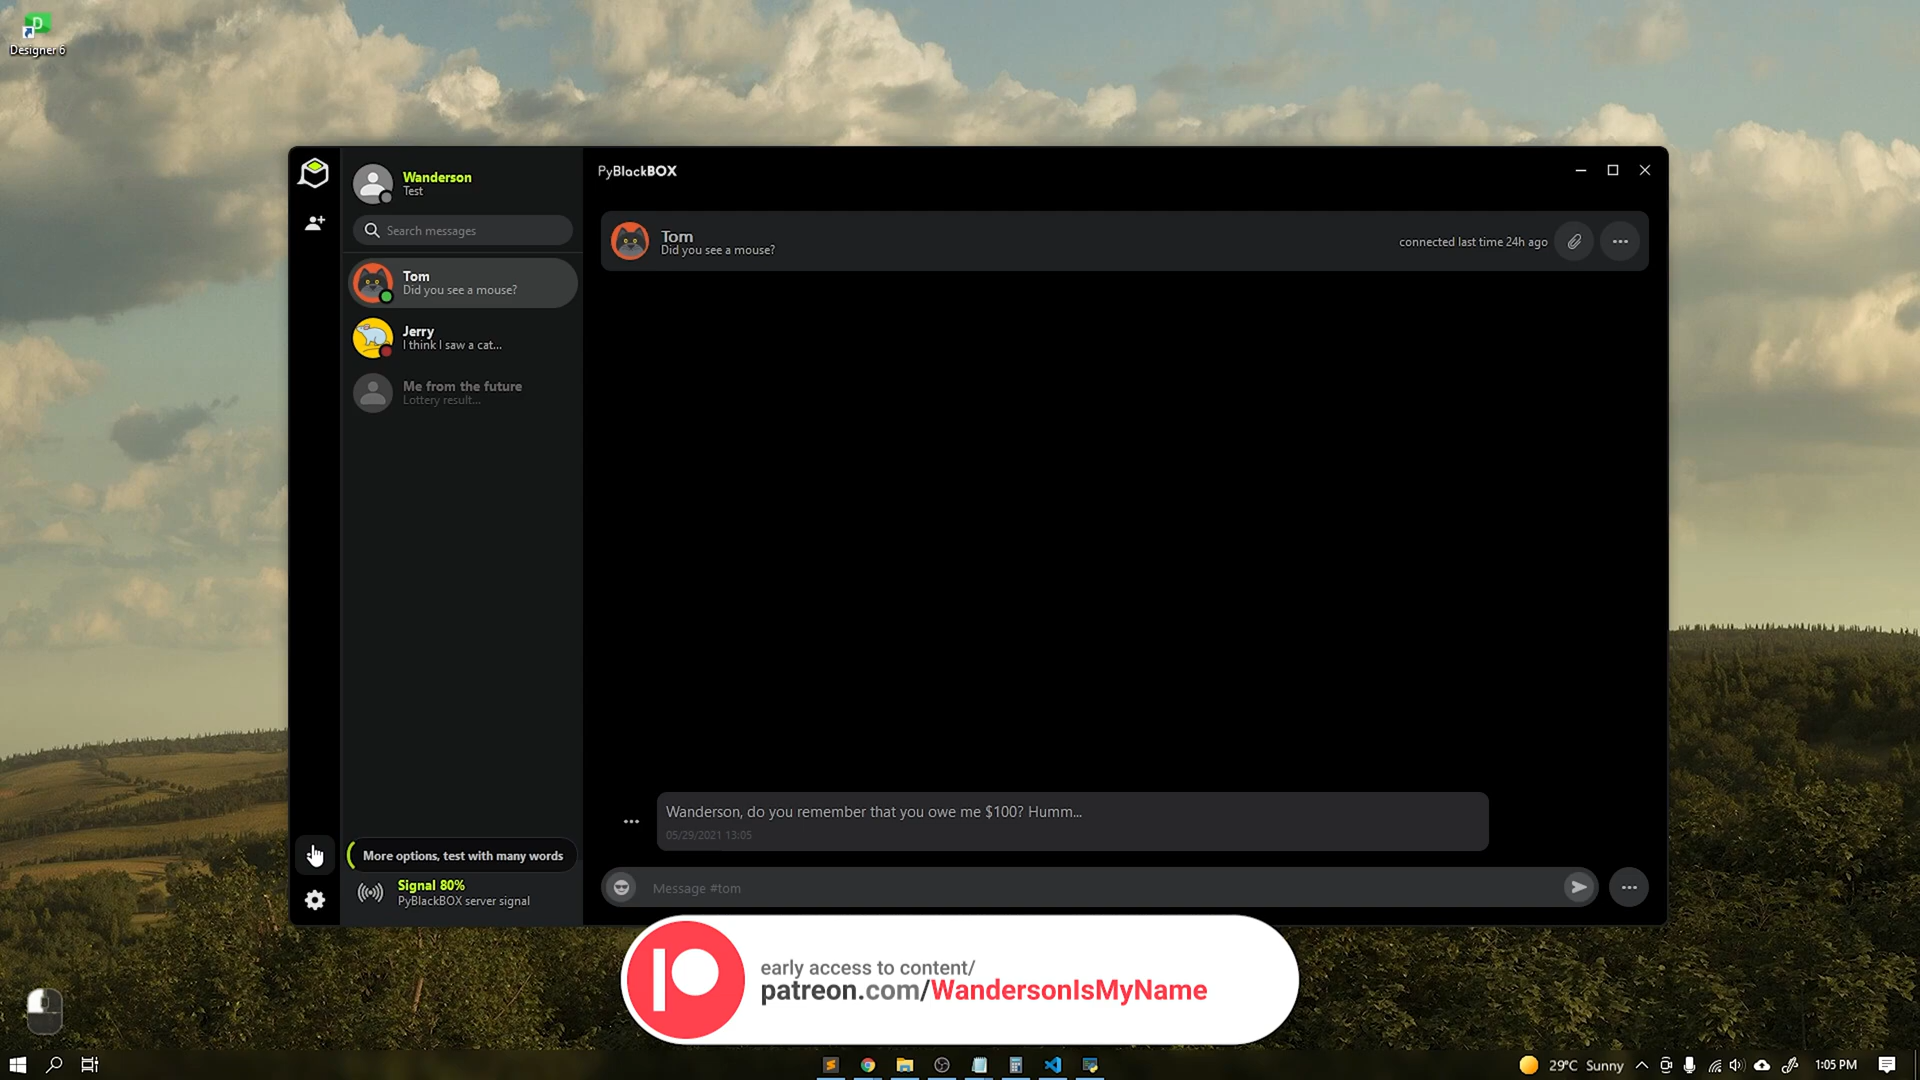 Designer 6
Wanderson
Test
Search messages
Tom
Did you see a mouse?
Jerry
I think I saw a cat...
Me from the future
Lottery result...
More options, test with many words
Signal 80%
PyBlackBOX server signal
PyBlackBOX
Tom
Did you see a mouse?
connected last time 24h ago
Wanderson, do you remember that you owe me $100? Humm...
05/29/2021 13:05
Message #tom
early access to content/
patreon.com/WandersonIsMyName
29°C Sunny
1:05 PM